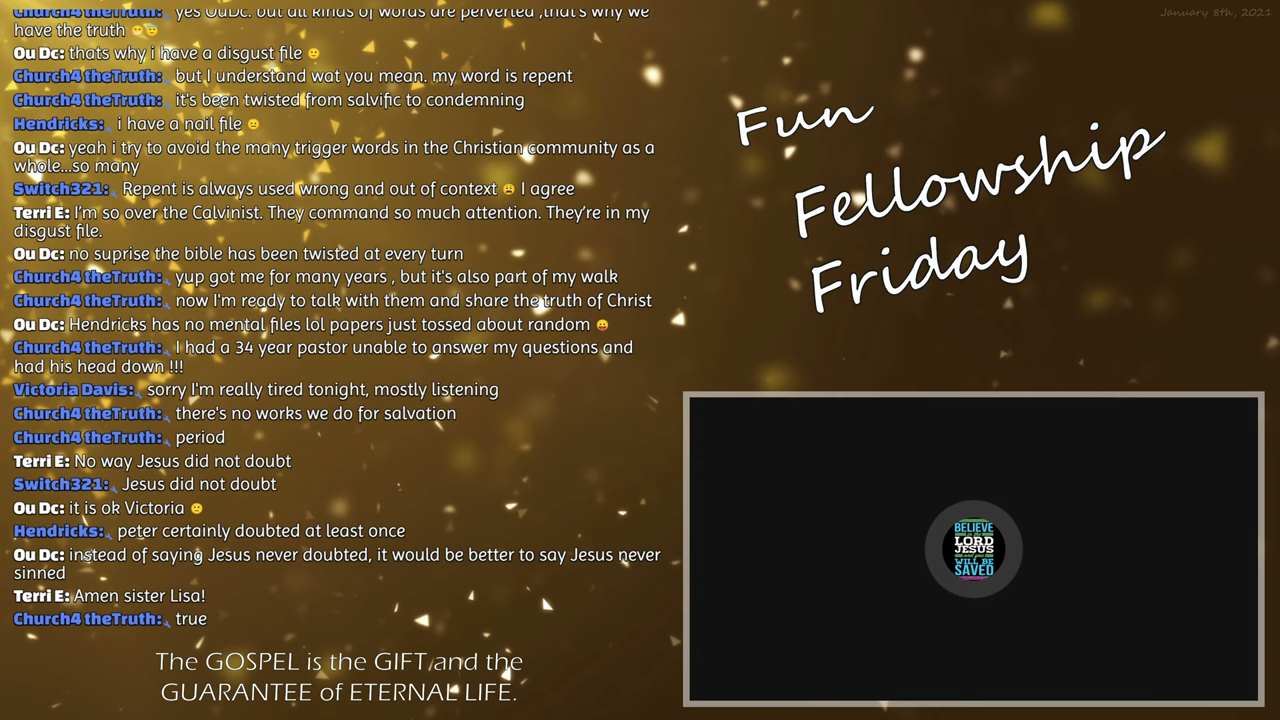 Church4 theTruth: yes OuDc. but all kinds of words are perverted ,that's why we
have the truth 😁😇
Ou Dc: thats why i have a disgust file 🙂
Church4 theTruth: but I understand wat you mean. my word is repent
Church4 theTruth: it's been twisted from salvific to condemning
Hendricks: i have a nail file 😐
Ou Dc: yeah i try to avoid the many trigger words in the Christian community as a
whole...so many
Switch321: Repent is always used wrong and out of context 😩 I agree
Terri E: I'm so over the Calvinist. They command so much attention. They're in my
disgust file.
Ou Dc: no suprise the bible has been twisted at every turn
Church4 theTruth: yup got me for many years , but it's also part of my walk
Church4 theTruth: now I'm ready to talk with them and share the truth of Christ
Ou Dc: Hendricks has no mental files lol papers just tossed about random 😛
Church4 theTruth: I had a 34 year pastor unable to answer my questions and
had his head down !!!
Victoria Davis: sorry I'm really tired tonight, mostly listening
Church4 theTruth: there's no works we do for salvation
Church4 theTruth: period
Terri E: No way Jesus did not doubt
Switch321: Jesus did not doubt
Ou Dc: it is ok Victoria 🙂
Hendricks: peter certainly doubted at least once
Ou Dc: instead of saying Jesus never doubted, it would be better to say Jesus never
sinned
Terri E: Amen sister Lisa!
Church4 theTruth: true
The GOSPEL is the GIFT and the
GUARANTEE of ETERNAL LIFE.
January 8th, 2021
Fun
Fellowship
Friday
BELIEVE
LORD
JESUS
WILL BE
SAVED